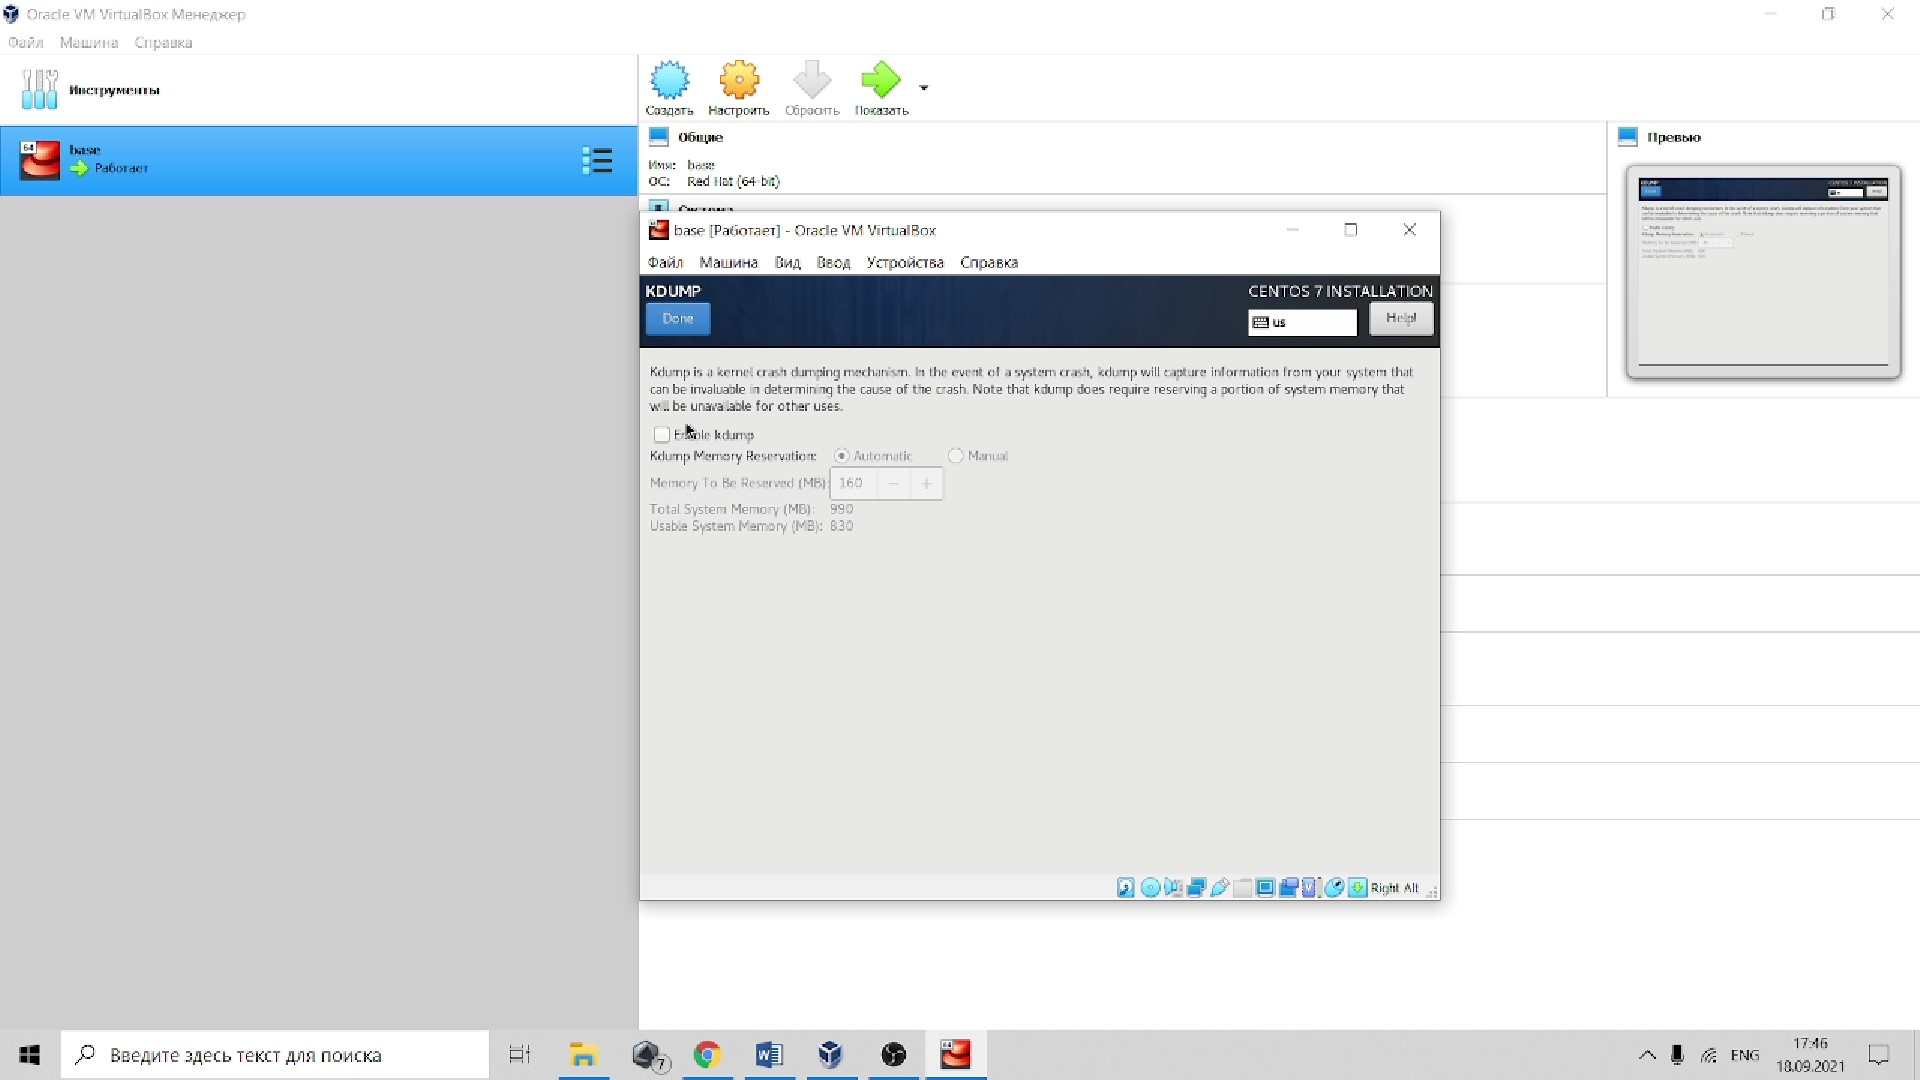 Oracle VM VirtualBox Менеджер
Файл Машина Справка
Инструменты
Создать Настроить Сбросить Показать
64
base
Работает
Общие
Имя: base
ОС: Red Hat (64-bit)
Система
Превью
base [Работает] - Oracle VM VirtualBox
Файл Машина Вид Ввод Устройства Справка
KDUMP
CENTOS 7 INSTALLATION
Done
us
Help!
Kdump is a kernel crash dumping mechanism. In the event of a system crash, kdump will capture information from your system that
can be invaluable in determining the cause of the crash. Note that kdump does require reserving a portion of system memory that
will be unavailable for other uses.
Enable kdump
Kdump Memory Reservation: Automatic Manual
Memory To Be Reserved (MB): 160 − +
Total System Memory (MB): 990
Usable System Memory (MB): 830
Right Alt
Введите здесь текст для поиска
7
ENG
17:46
18.09.2021